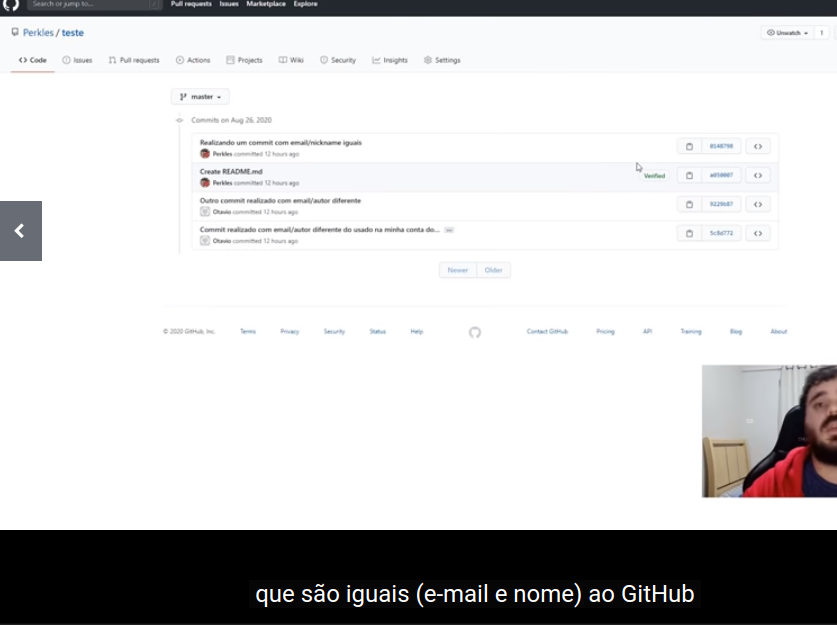 Search or jump to... /
Pull requests Issues Marketplace Explore
Perkles / teste
Unwatch 1
Code Issues Pull requests Actions Projects Wiki Security Insights Settings
master
Commits on Aug 26, 2020
Realizando um commit com email/nickname iguais
Perkles committed 12 hours ago
0148798
Create README.md
Perkles committed 12 hours ago
Verified
Outro commit realizado com email/autor diferente
Otavio committed 12 hours ago
9229b87
Commit realizado com email/autor diferente do usado na minha conta do...
Otavio committed 12 hours ago
5c8d773
Newer Older
© 2020 GitHub, Inc. Terms Privacy Security Status Help Contact GitHub Pricing API Training Blog About
que são iguais (e-mail e nome) ao GitHub